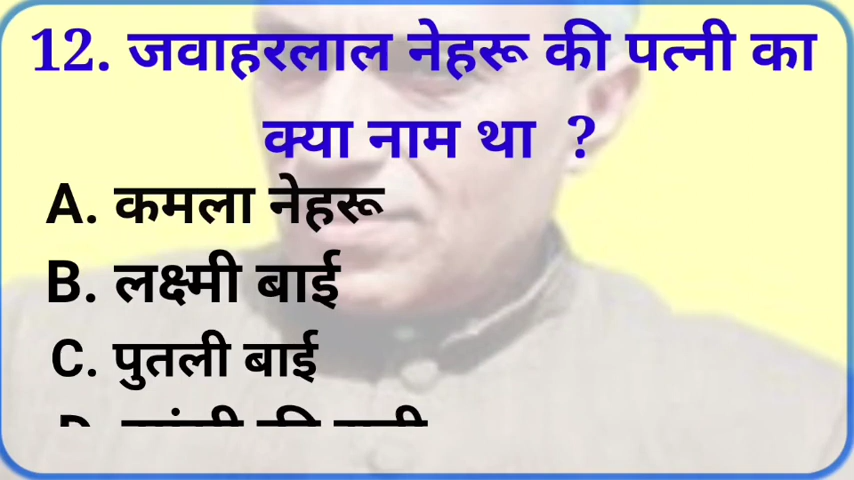 12. जवाहरलाल नेहरू की पत्नी का
क्या नाम था ?
A. कमला नेहरू
B. लक्ष्मी बाई
C. पुतली बाई